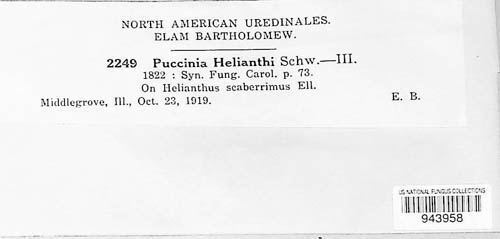 NORTH AMERICAN UREDINALES.
ELAM BARTHOLOMEW.
2249 Puccinia Helianthi Schw.—III.
1822 : Syn. Fung. Carol. p. 73.
On Helianthus scaberrimus Ell.
Middlegrove, Ill., Oct. 23, 1919. E. B.
US NATIONAL FUNGUS COLLECTIONS
943958